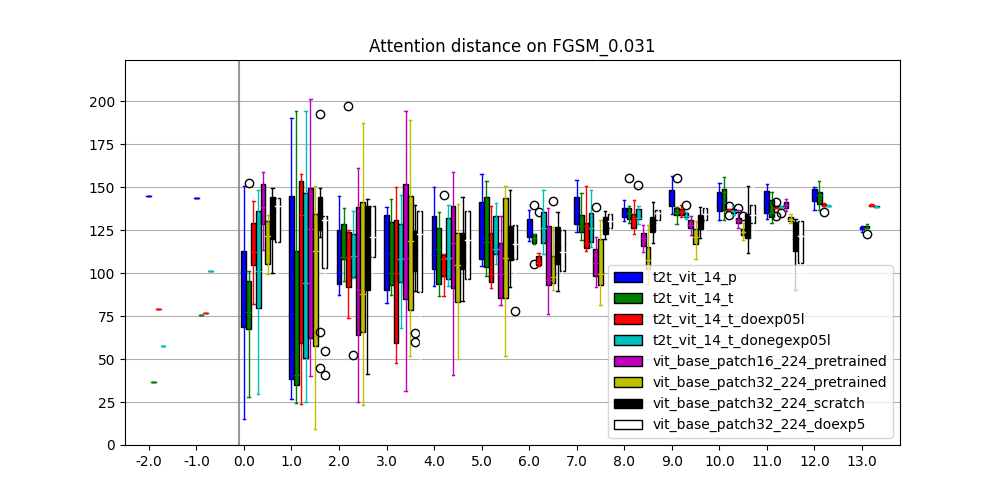 Attention distance on FGSM_0.031
200
175
150
125
100
75
50
25
0
-2.0 -1.0 0.0 1.0 2.0 3.0 4.0 5.0 6.0 7.0 8.0 9.0 10.0 11.0 12.0 13.0
t2t_vit_14_p
t2t_vit_14_t
t2t_vit_14_t_doexp05l
t2t_vit_14_t_donegexp05l
vit_base_patch16_224_pretrained
vit_base_patch32_224_pretrained
vit_base_patch32_224_scratch
vit_base_patch32_224_doexp5